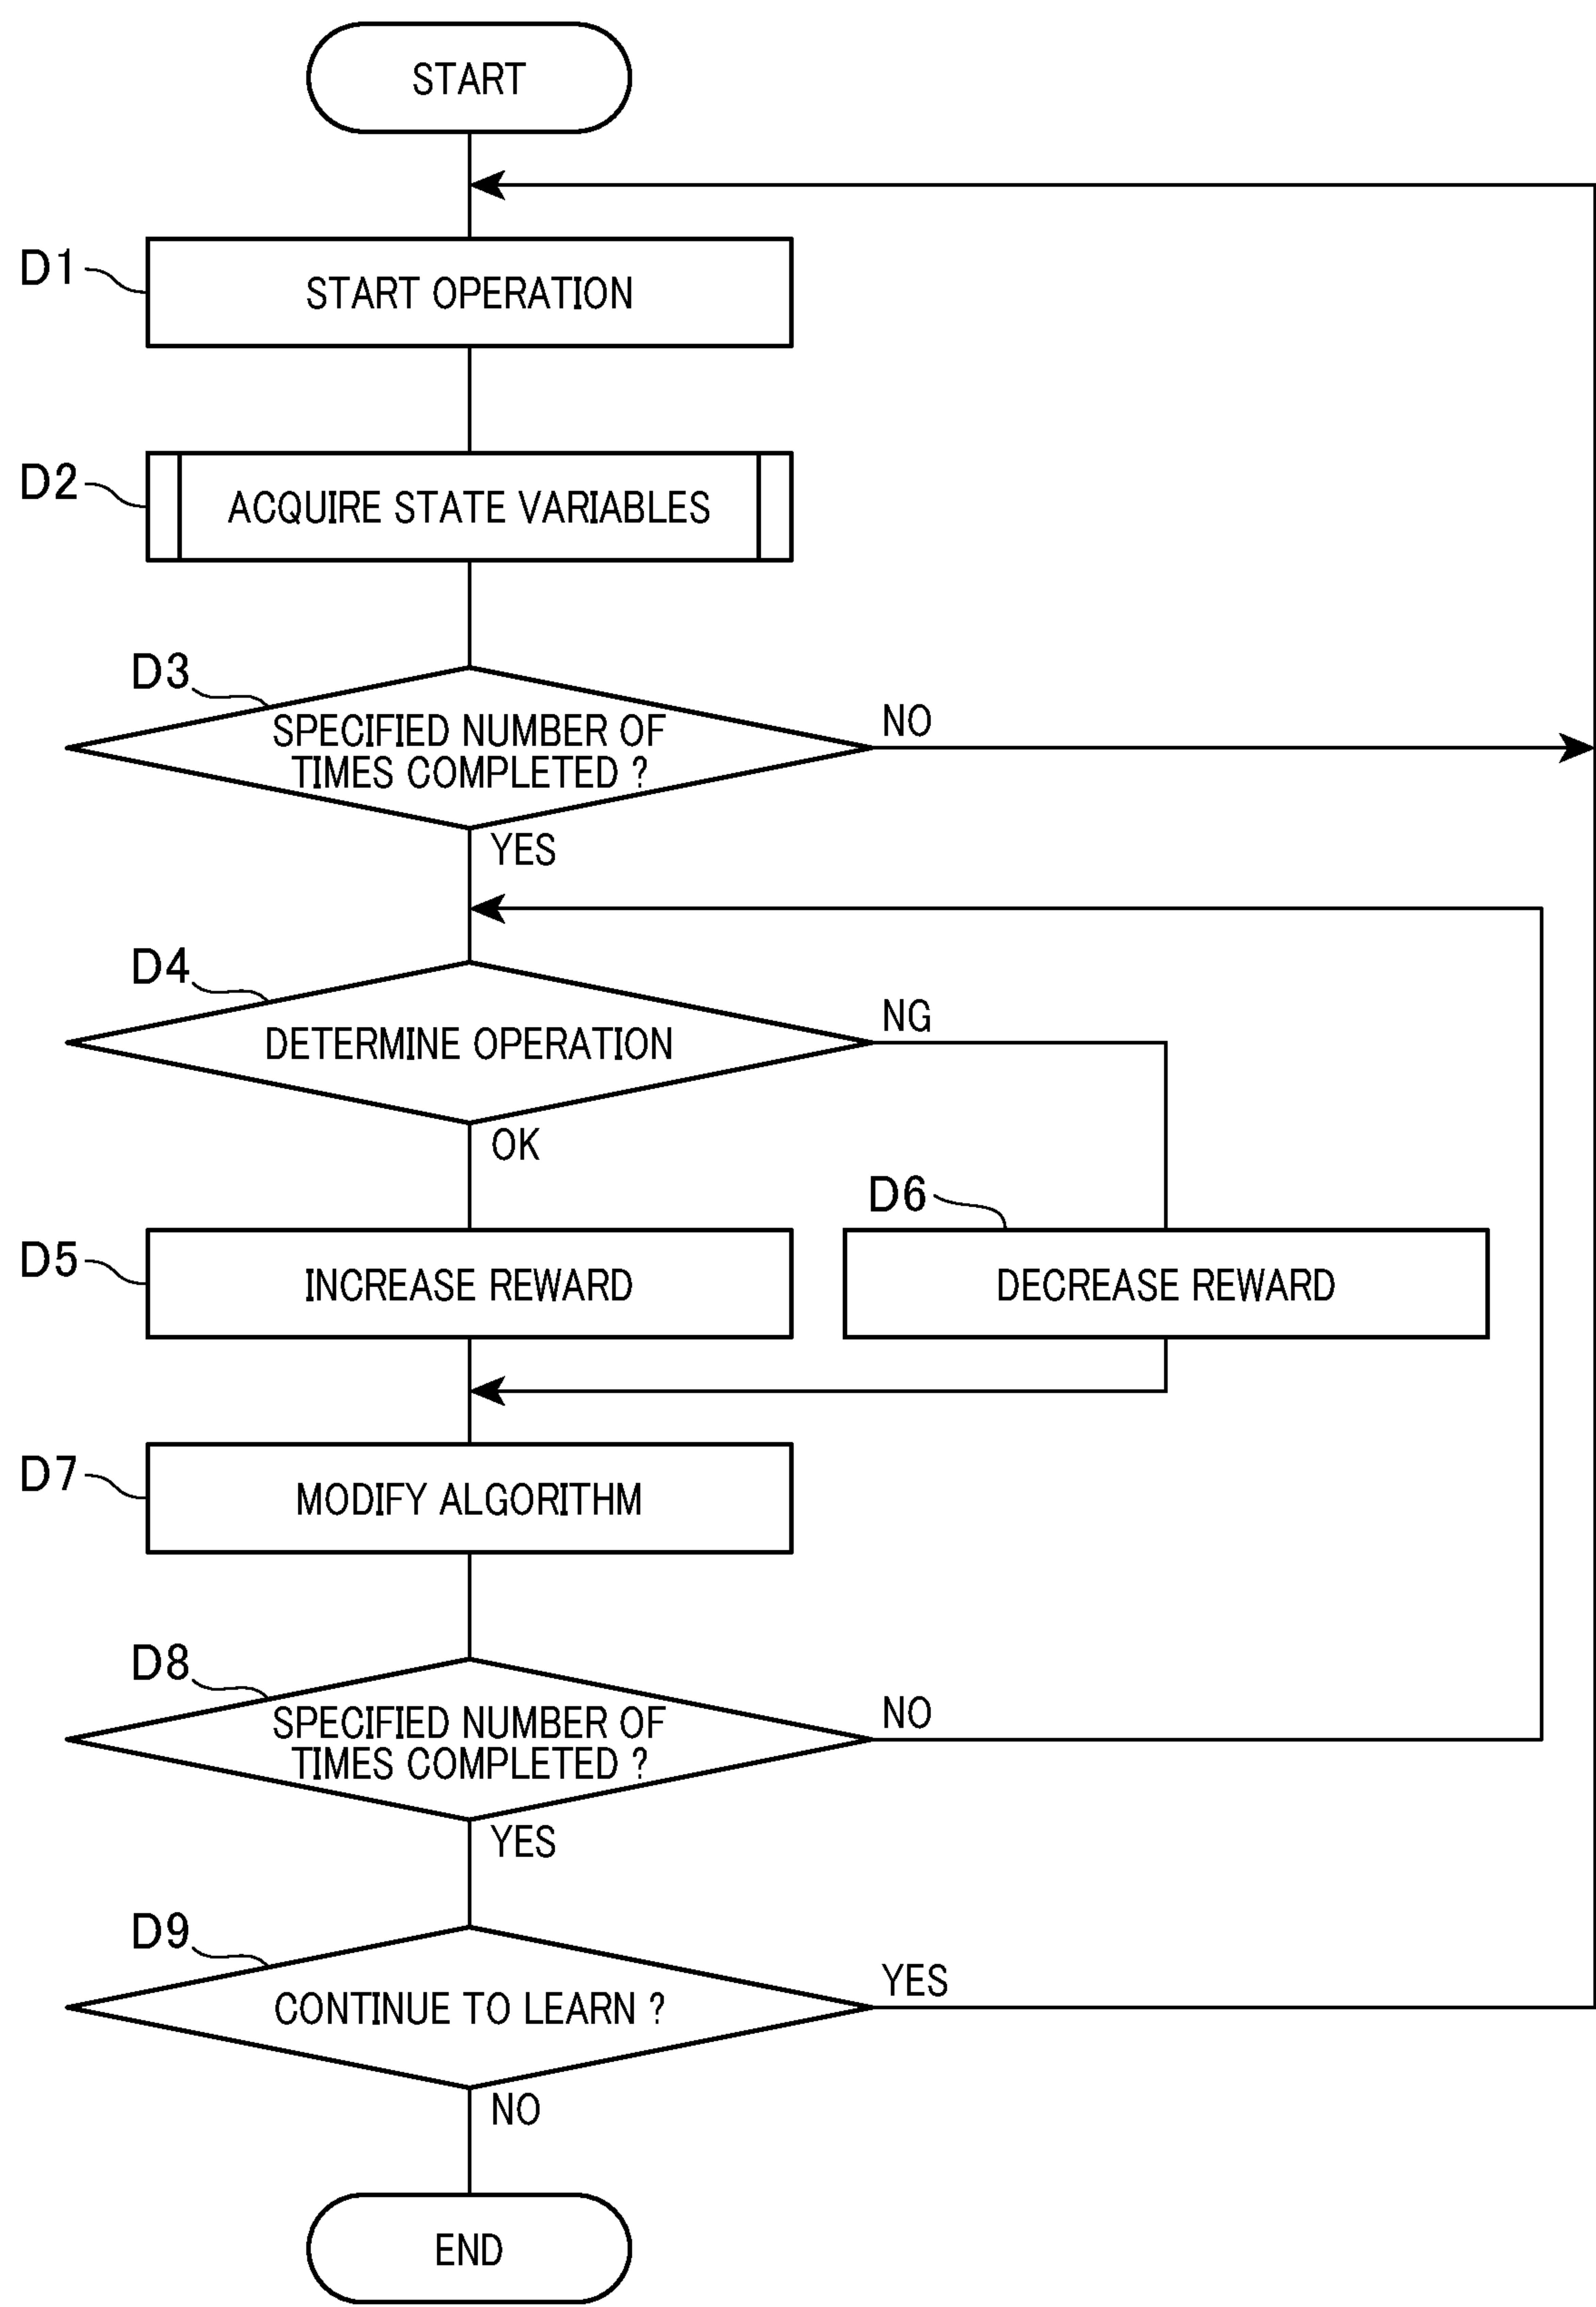 START
D1
START OPERATION
D2
ACQUIRE STATE VARIABLES
D3
SPECIFIED NUMBER OF
TIMES COMPLETED ?
NO
YES
D4
DETERMINE OPERATION
NG
OK
D5
INCREASE REWARD
D6
DECREASE REWARD
D7
MODIFY ALGORITHM
D8
SPECIFIED NUMBER OF
TIMES COMPLETED ?
NO
YES
D9
CONTINUE TO LEARN ?
YES
NO
END